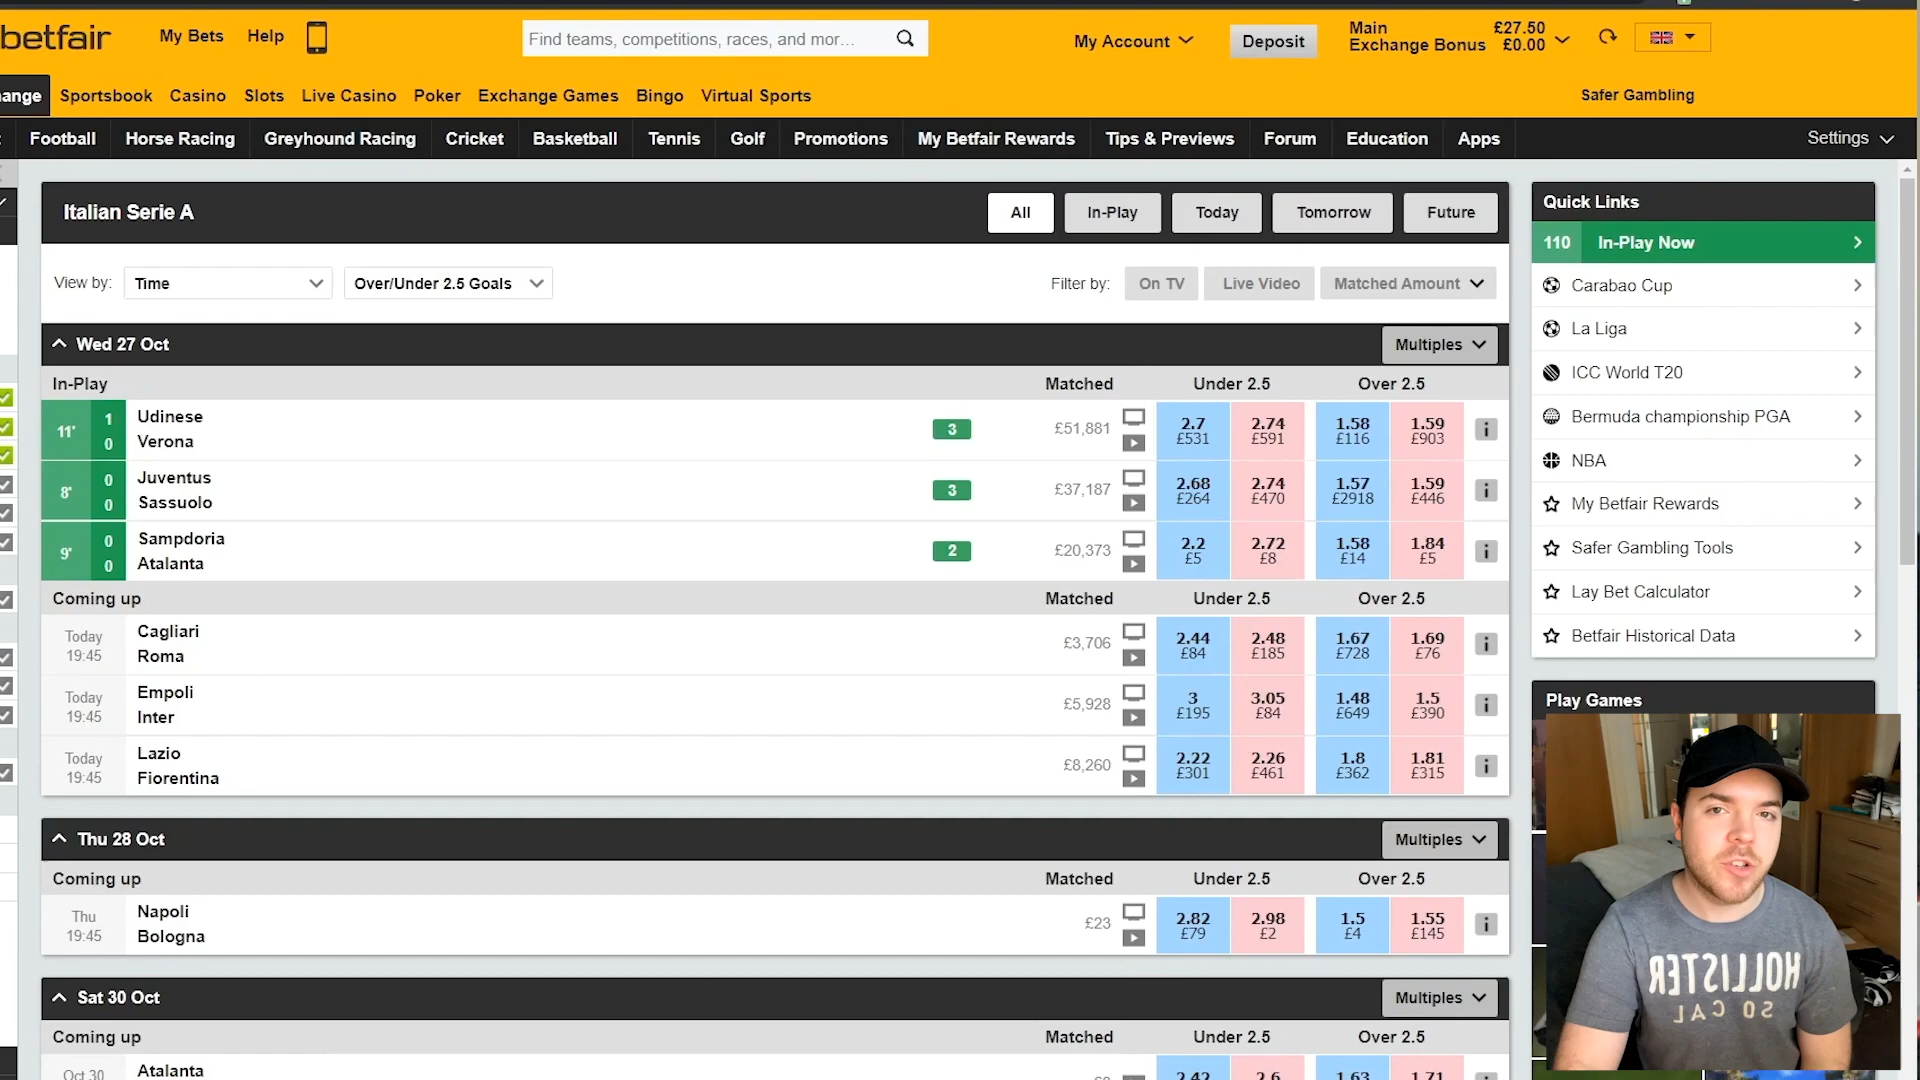 betfair
My Bets
Help
Find teams, competitions, races, and mor...
My Account
Deposit
Main £27.50
Exchange Bonus £0.00
ange
Sportsbook
Casino
Slots
Live Casino
Poker
Exchange Games
Bingo
Virtual Sports
Safer Gambling
Football
Horse Racing
Greyhound Racing
Cricket
Basketball
Tennis
Golf
Promotions
My Betfair Rewards
Tips & Previews
Forum
Education
Apps
Settings
Italian Serie A
All
In-Play
Today
Tomorrow
Future
View by:
Time
Over/Under 2.5 Goals
Filter by:
On TV
Live Video
Matched Amount
Wed 27 Oct
Multiples
In-Play Matched Under 2.5 Over 2.5
11' 1 Udinese 3 £51,881 2.7 2.74 1.58 1.59
0 Verona £531 £591 £116 £903
8' 0 Juventus 3 £37,187 2.68 2.74 1.57 1.59
0 Sassuolo £264 £470 £2918 £446
9' 0 Sampdoria 2 £20,373 2.2 2.72 1.58 1.84
0 Atalanta £5 £8 £14 £5
Coming up Matched Under 2.5 Over 2.5
Today Cagliari £3,706 2.44 2.48 1.67 1.69
19:45 Roma £84 £185 £728 £76
Today Empoli £5,928 3 3.05 1.48 1.5
19:45 Inter £195 £84 £649 £390
Today Lazio £8,260 2.22 2.26 1.8 1.81
19:45 Fiorentina £301 £461 £362 £315
Thu 28 Oct
Multiples
Coming up Matched Under 2.5 Over 2.5
Thu Napoli £23 2.82 2.98 1.5 1.55
19:45 Bologna £79 £2 £4 £145
Sat 30 Oct
Multiples
Coming up Matched Under 2.5 Over 2.5
Oct 30 Atalanta 2.42 2.6 1.63 1.71
Quick Links
110 In-Play Now
Carabao Cup
La Liga
ICC World T20
Bermuda championship PGA
NBA
My Betfair Rewards
Safer Gambling Tools
Lay Bet Calculator
Betfair Historical Data
Play Games
HOLLISTER
SO CAL